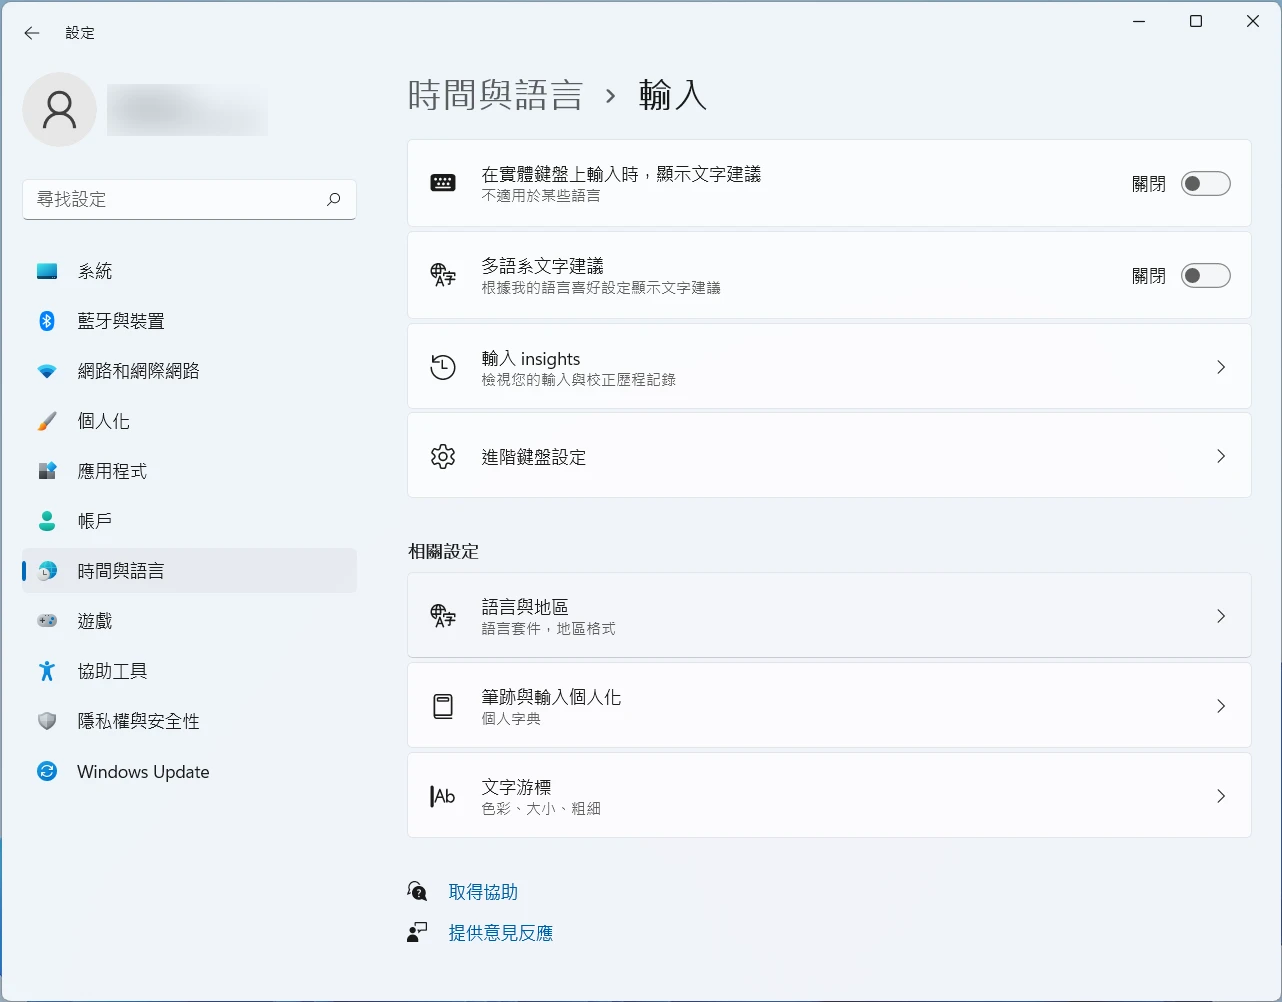 設定
尋找設定
系統
藍牙與裝置
網路和網際網路
個人化
應用程式
帳戶
時間與語言
遊戲
協助工具
隱私權與安全性
Windows Update
時間與語言 › 輸入
在實體鍵盤上輸入時，顯示文字建議
不適用於某些語言
關閉
多語系文字建議
根據我的語言喜好設定顯示文字建議
關閉
輸入 insights
檢視您的輸入與校正歷程記錄
進階鍵盤設定
相關設定
語言與地區
語言套件，地區格式
筆跡與輸入個人化
個人字典
文字游標
色彩、大小、粗細
取得協助
提供意見反應